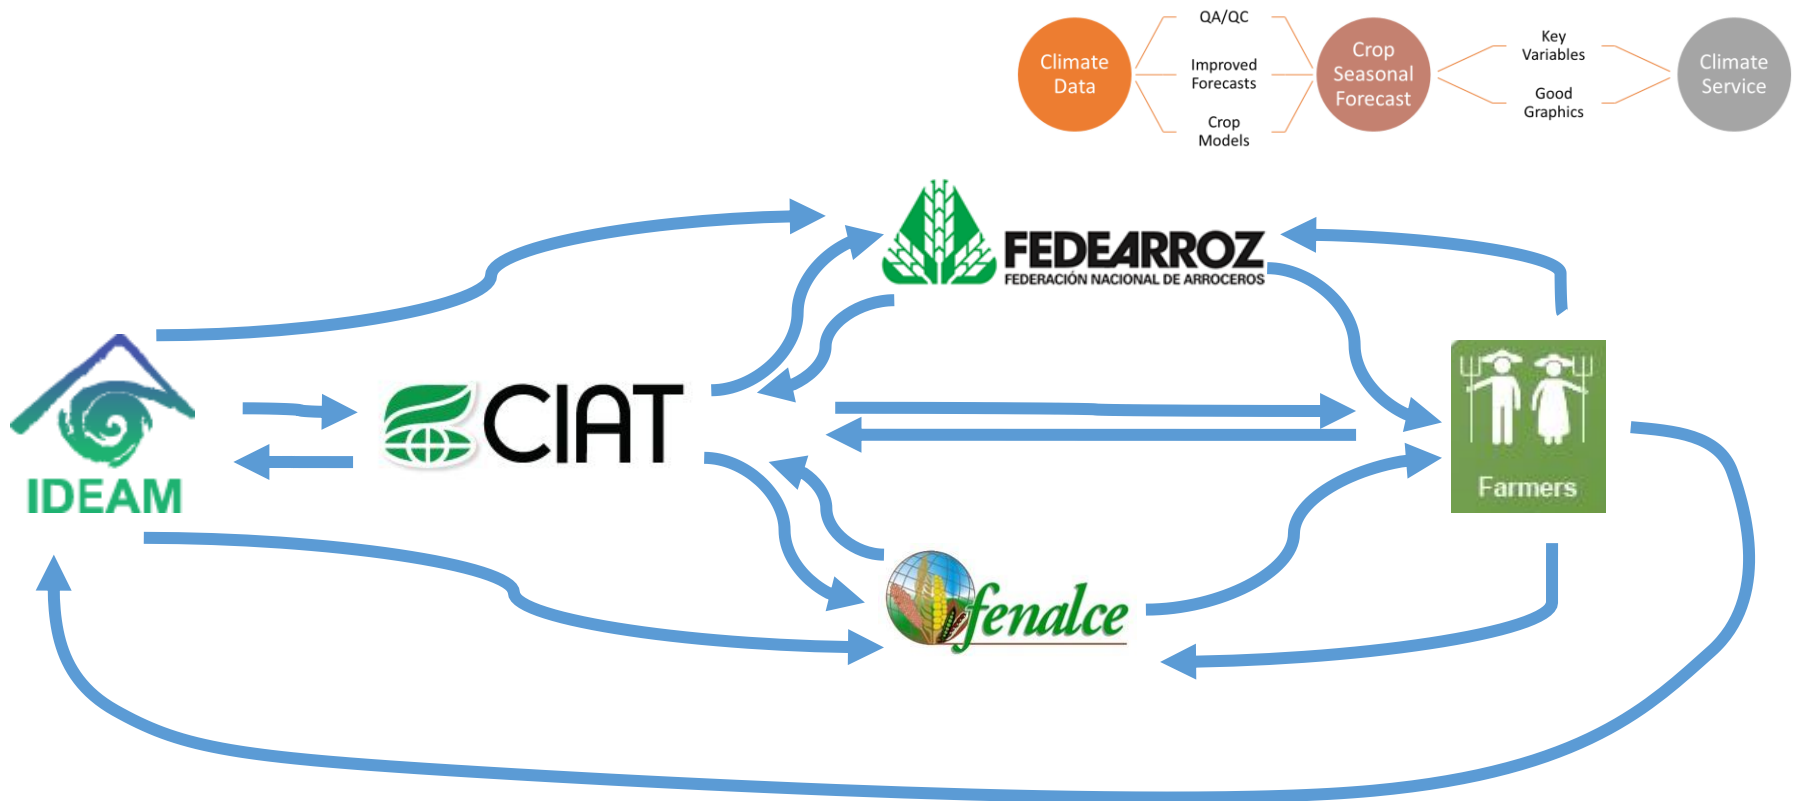 Climate
Data
QA/QC
Improved
Forecasts
Crop
Models
Crop
Seasonal
Forecast
Key
Variables
Good
Graphics
Climate
Service
FEDEARROZ
FEDERACIÓN NACIONAL DE ARROCEROS
IDEAM
CIAT
Farmers
fenalce